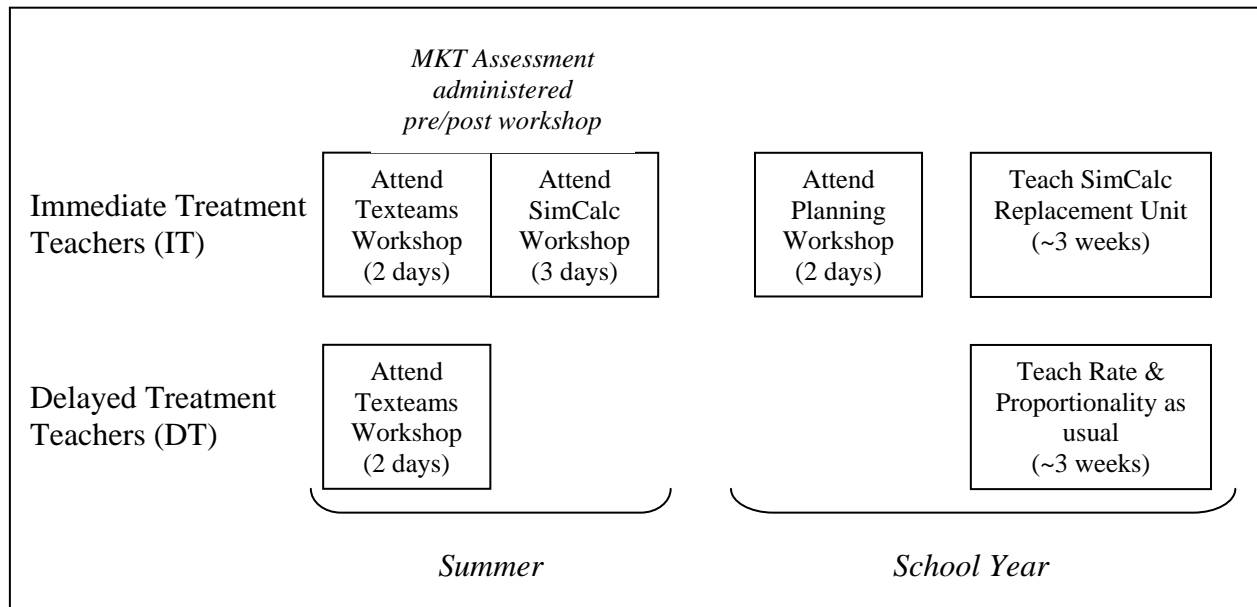 MKT Assessment
administered
pre/post workshop
Immediate Treatment
Teachers (IT)
Attend
Texteams
Workshop
(2 days)
Attend
SimCalc
Workshop
(3 days)
Attend
Planning
Workshop
(2 days)
Teach SimCalc
Replacement Unit
(~3 weeks)
Delayed Treatment
Teachers (DT)
Attend
Texteams
Workshop
(2 days)
Teach Rate &
Proportionality as
usual
(~3 weeks)
Summer
School Year